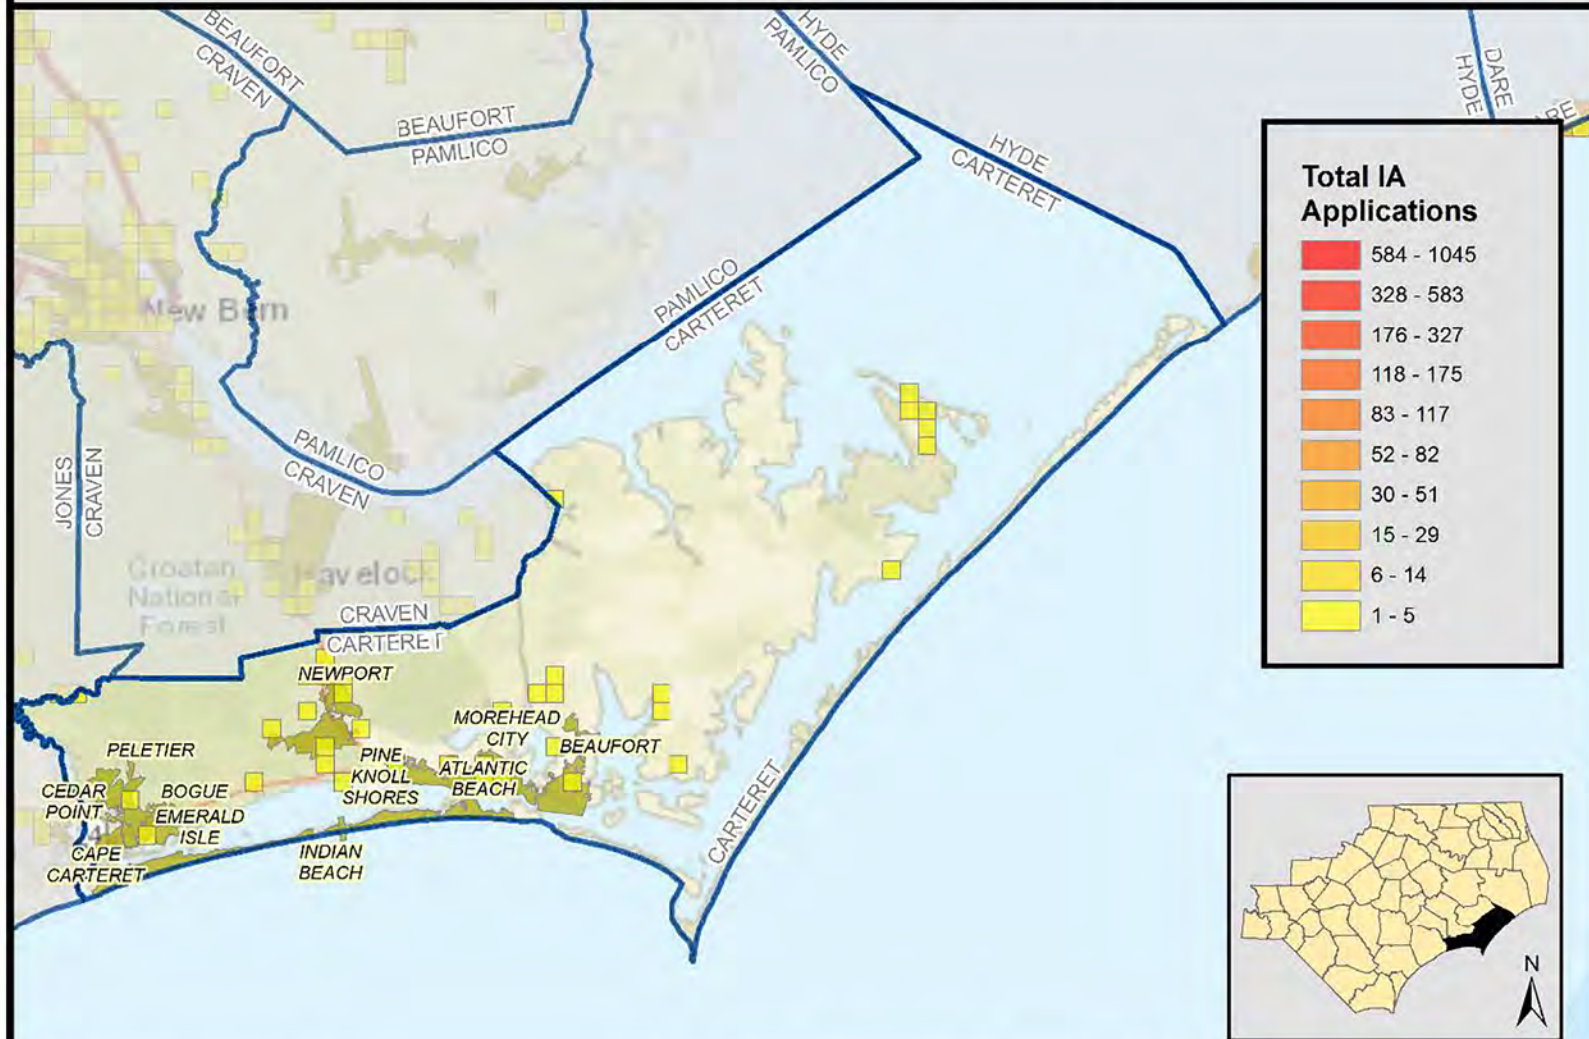 BEAUFORT
CRAVEN
BEAUFORT
PAMLICO
HYDE
PAMLICO
HYDE
CARTERET
DARE
HYDE
PAMLICO
CARTERET
New Bern
JONES
CRAVEN
PAMLICO
CRAVEN
Croatan
National
Forest
Havelock
CRAVEN
CARTERET
NEWPORT
MOREHEAD
CITY
BEAUFORT
PELETIER
PINE
KNOLL
SHORES
ATLANTIC
BEACH
CEDAR
POINT
BOGUE
EMERALD
ISLE
CAPE
CARTERET
INDIAN
BEACH
CARTERET
Total IA
Applications
584 - 1045
328 - 583
176 - 327
118 - 175
83 - 117
52 - 82
30 - 51
15 - 29
6 - 14
1 - 5
N